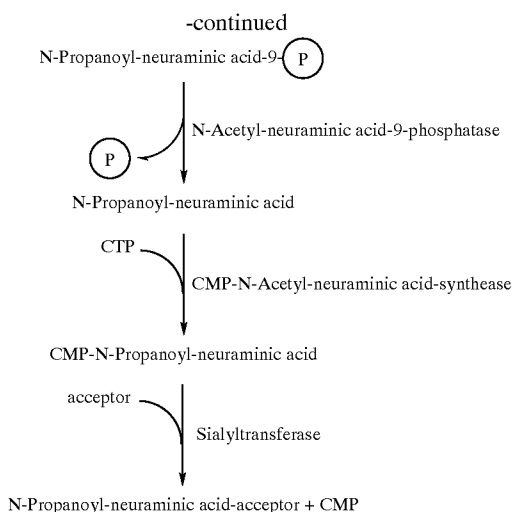 -continued
N-Propanoyl-neuraminic acid-9-P
N-Acetyl-neuraminic acid-9-phosphatase
P
N-Propanoyl-neuraminic acid
CTP
CMP-N-Acetyl-neuraminic acid-synthease
CMP-N-Propanoyl-neuraminic acid
acceptor
Sialyltransferase
N-Propanoyl-neuraminic acid-acceptor + CMP